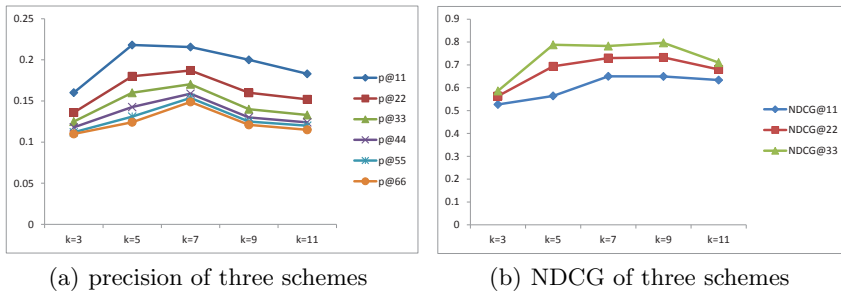 0.25
0.2
0.15
0.1
0.05
0
k=3 k=5 k=7 k=9 k=11
p@11
p@22
p@33
p@44
p@55
p@66
(a) precision of three schemes
0.9
0.8
0.7
0.6
0.5
0.4
0.3
0.2
0.1
0
k=3 k=5 k=7 k=9 k=11
NDCG@11
NDCG@22
NDCG@33
(b) NDCG of three schemes